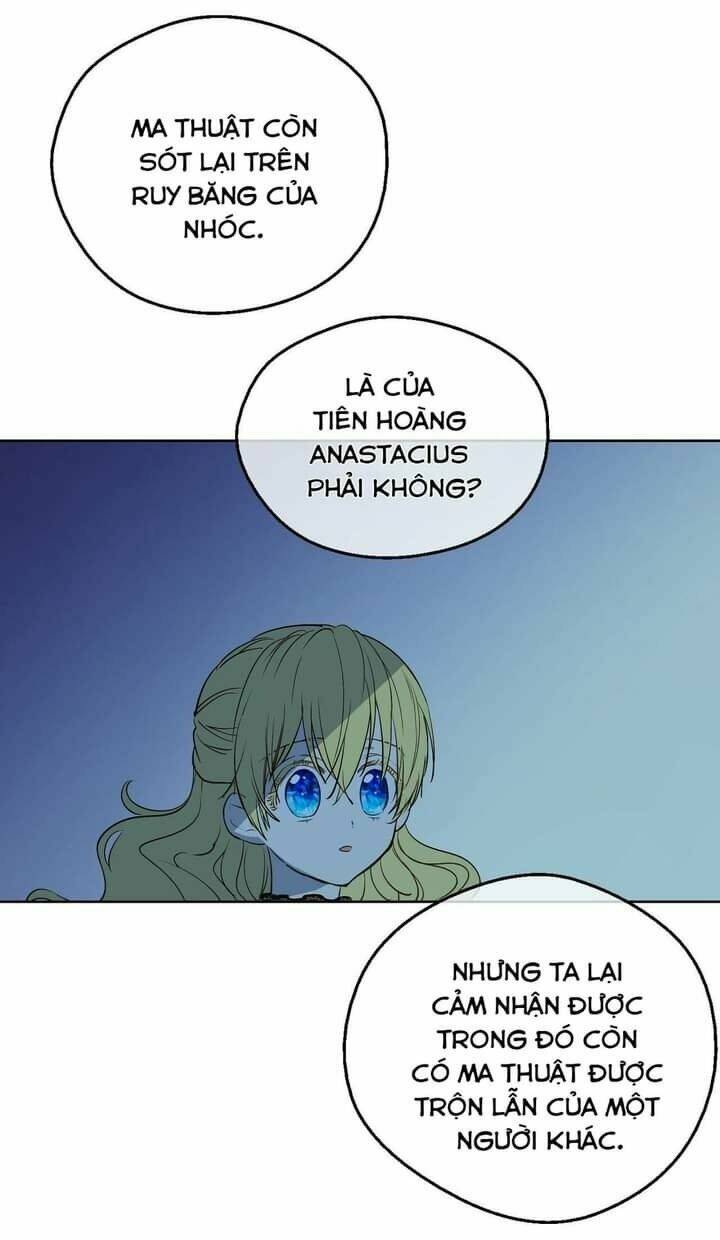 MA THUẬT CÒN
SÓT LẠI TRÊN
RUY BĂNG CỦA
NHÓC.
LÀ CỦA
TIÊN HOÀNG
ANASTACIUS
PHẢI KHÔNG?
NHƯNG TA LẠI
CẢM NHẬN ĐƯỢC
TRONG ĐÓ CÒN
CÓ MA THUẬT ĐƯỢC
TRỘN LẪN CỦA MỘT
NGƯỜI KHÁC.